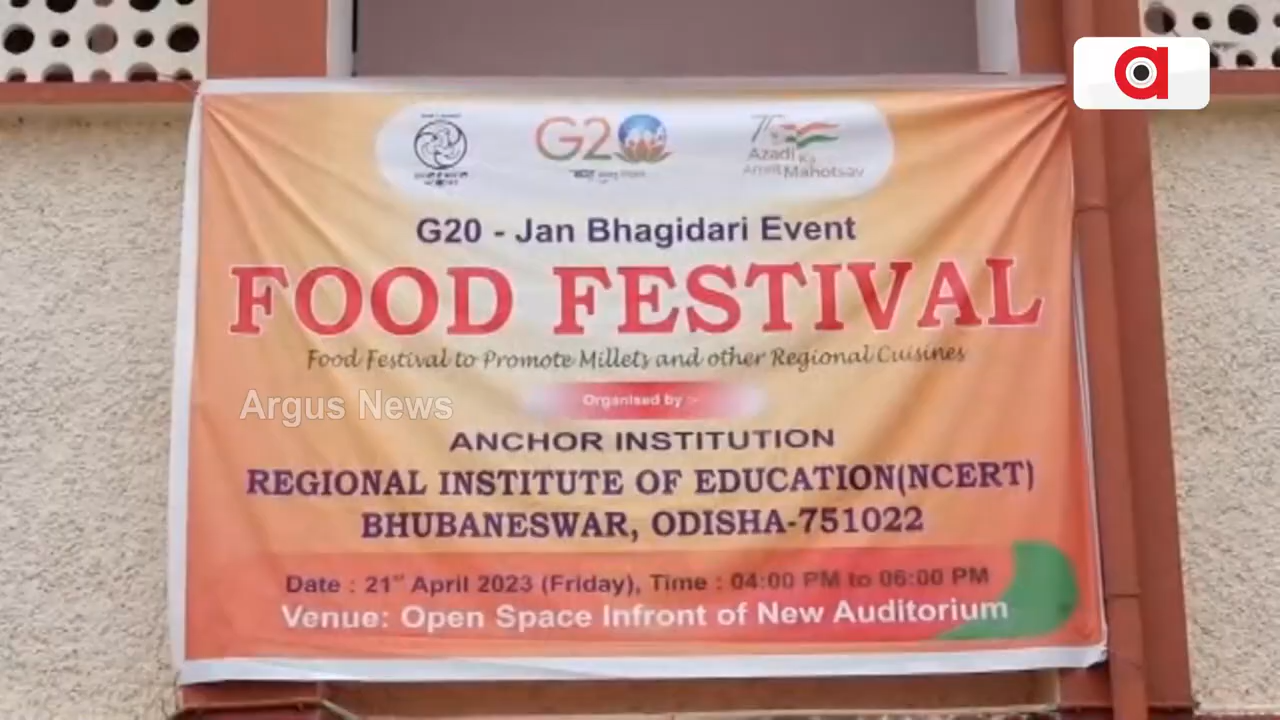 G20
75
Azadi Ka
Amrit Mahotsav
G20 - Jan Bhagidari Event
FOOD FESTIVAL
Food Festival to Promote Millets and other Regional Cuisines
Argus News
Organised by :-
ANCHOR INSTITUTION
REGIONAL INSTITUTE OF EDUCATION(NCERT)
BHUBANESWAR, ODISHA-751022
Date : 21st April 2023 (Friday), Time : 04:00 PM to 06:00 PM
Venue: Open Space Infront of New Auditorium